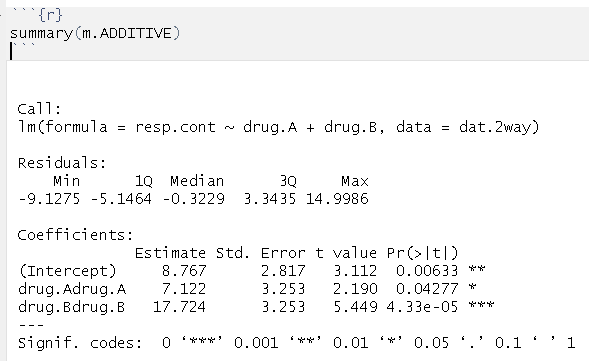 ```{r}
summary(m.ADDITIVE)
```
Call:
lm(formula = resp.cont ~ drug.A + drug.B, data = dat.2way)
Residuals:
    Min      1Q  Median      3Q     Max
-9.1275 -5.1464 -0.3229  3.3435 14.9986
Coefficients:
             Estimate Std. Error t value Pr(>|t|)
(Intercept)     8.767      2.817   3.112  0.00633 **
drug.Adrug.A    7.122      3.253   2.190  0.04277 *
drug.Bdrug.B   17.724      3.253   5.449 4.33e-05 ***
---
Signif. codes:  0 ‘***’ 0.001 ‘**’ 0.01 ‘*’ 0.05 ‘.’ 0.1 ‘ ’ 1